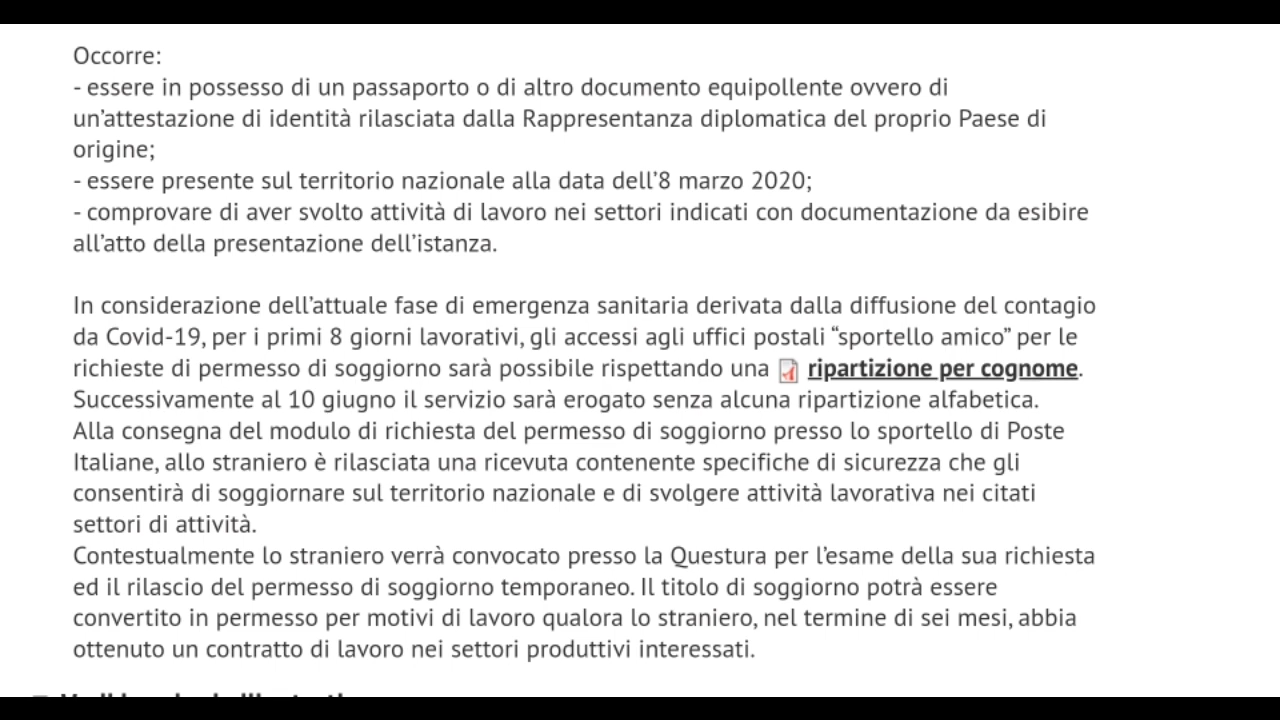 Occorre:
- essere in possesso di un passaporto o di altro documento equipollente ovvero di
un’attestazione di identità rilasciata dalla Rappresentanza diplomatica del proprio Paese di
origine;
- essere presente sul territorio nazionale alla data dell’8 marzo 2020;
- comprovare di aver svolto attività di lavoro nei settori indicati con documentazione da esibire
all’atto della presentazione dell’istanza.
In considerazione dell’attuale fase di emergenza sanitaria derivata dalla diffusione del contagio
da Covid-19, per i primi 8 giorni lavorativi, gli accessi agli uffici postali “sportello amico” per le
richieste di permesso di soggiorno sarà possibile rispettando una ripartizione per cognome.
Successivamente al 10 giugno il servizio sarà erogato senza alcuna ripartizione alfabetica.
Alla consegna del modulo di richiesta del permesso di soggiorno presso lo sportello di Poste
Italiane, allo straniero è rilasciata una ricevuta contenente specifiche di sicurezza che gli
consentirà di soggiornare sul territorio nazionale e di svolgere attività lavorativa nei citati
settori di attività.
Contestualmente lo straniero verrà convocato presso la Questura per l’esame della sua richiesta
ed il rilascio del permesso di soggiorno temporaneo. Il titolo di soggiorno potrà essere
convertito in permesso per motivi di lavoro qualora lo straniero, nel termine di sei mesi, abbia
ottenuto un contratto di lavoro nei settori produttivi interessati.